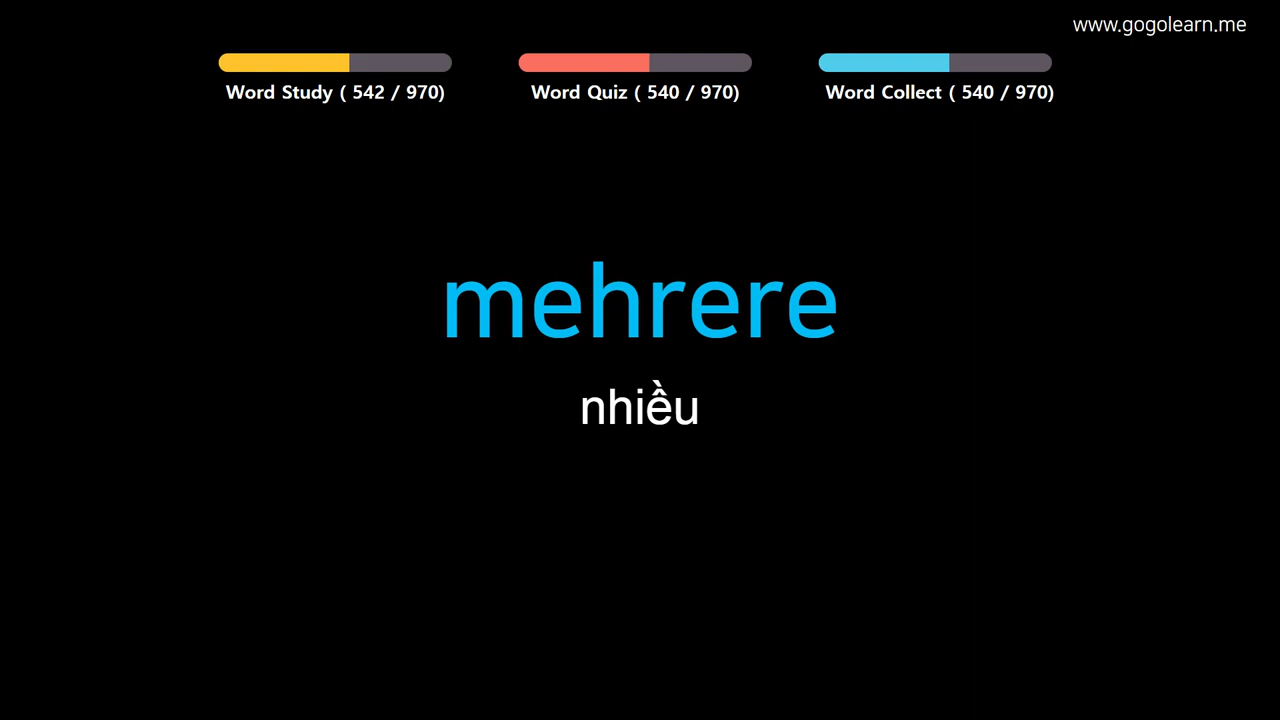 www.gogolearn.me
Word Study ( 542 / 970)
Word Quiz ( 540 / 970)
Word Collect ( 540 / 970)
mehrere
nhiều